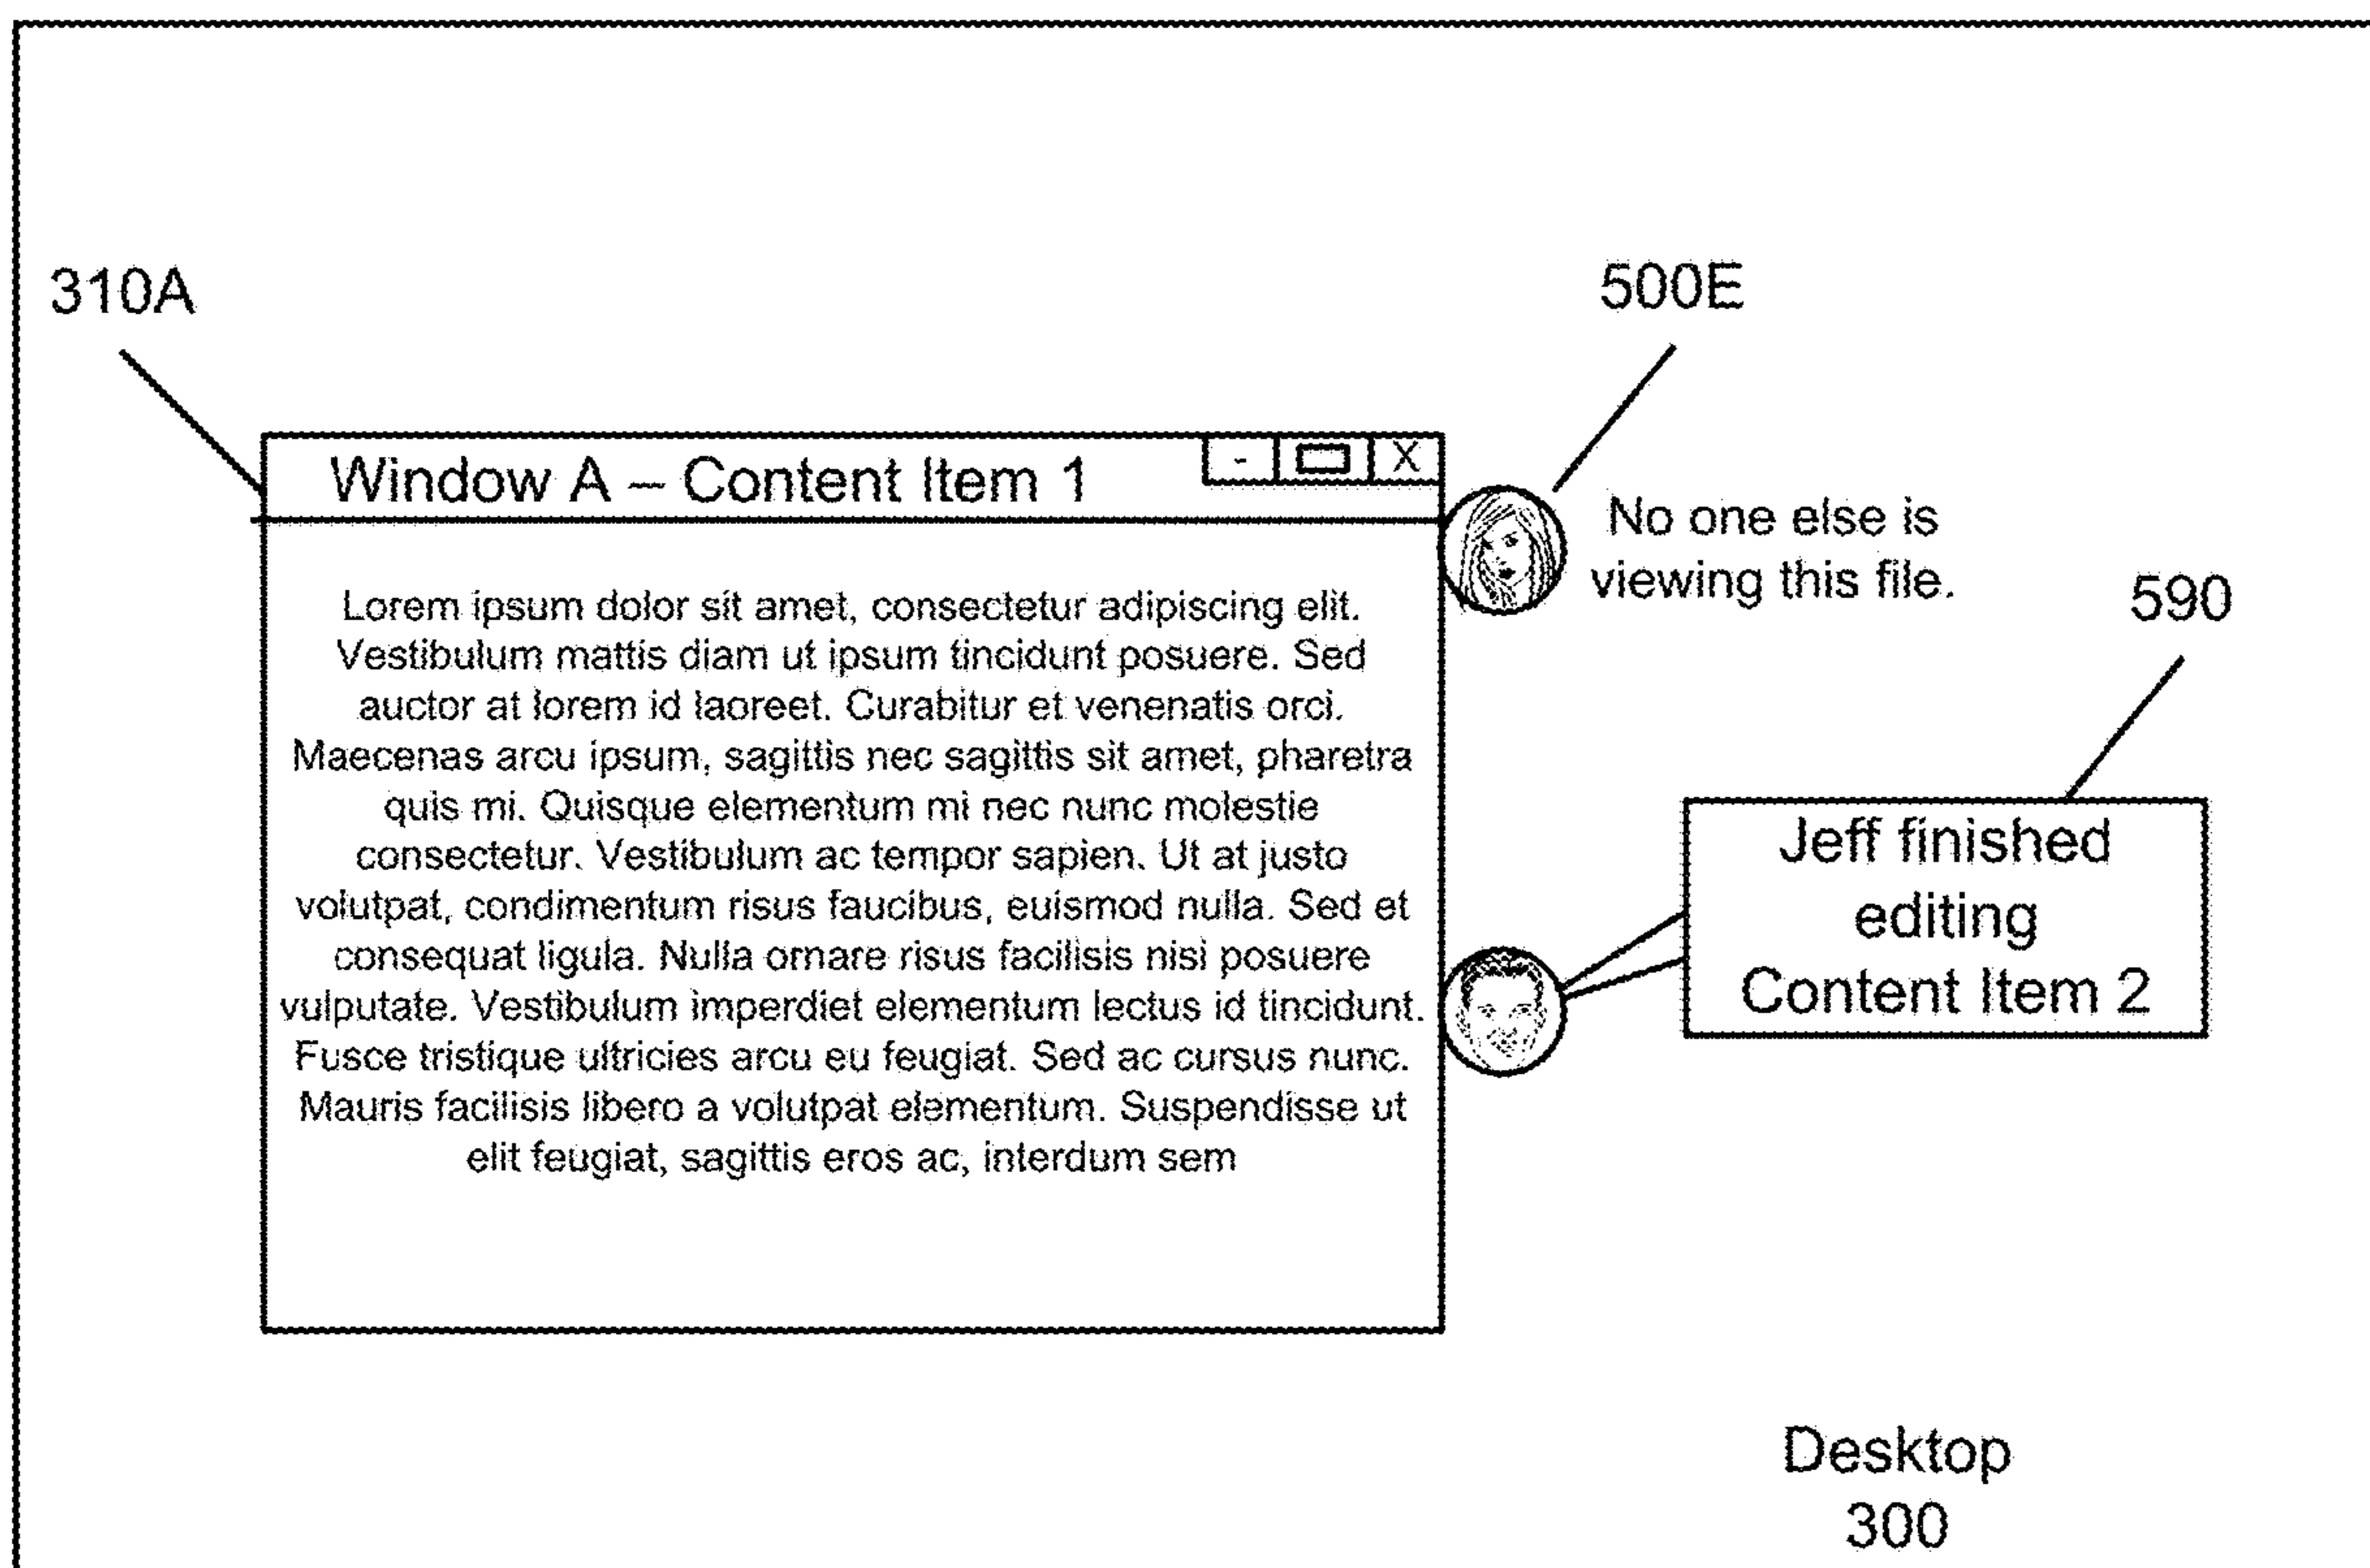 310A
500E
Window A – Content Item 1
- X
No one else is
viewing this file.
590
Lorem ipsum dolor sit amet, consectetur adipiscing elit.
Vestibulum mattis diam ut ipsum tincidunt posuere. Sed
auctor at lorem id laoreet. Curabitur et venenatis orci.
Maecenas arcu ipsum, sagittis nec sagittis sit amet, pharetra
quis mi. Quisque elementum mi nec nunc molestie
consectetur. Vestibulum ac tempor sapien. Ut at justo
volutpat, condimentum risus faucibus, euismod nulla. Sed et
consequat ligula. Nulla ornare risus facilisis nisi posuere
vulputate. Vestibulum imperdiet elementum lectus id tincidunt.
Fusce tristique ultricies arcu eu feugiat. Sed ac cursus nunc.
Mauris facilisis libero a volutpat elementum. Suspendisse ut
elit feugiat, sagittis eros ac, interdum sem
Jeff finished
editing
Content Item 2
Desktop
300